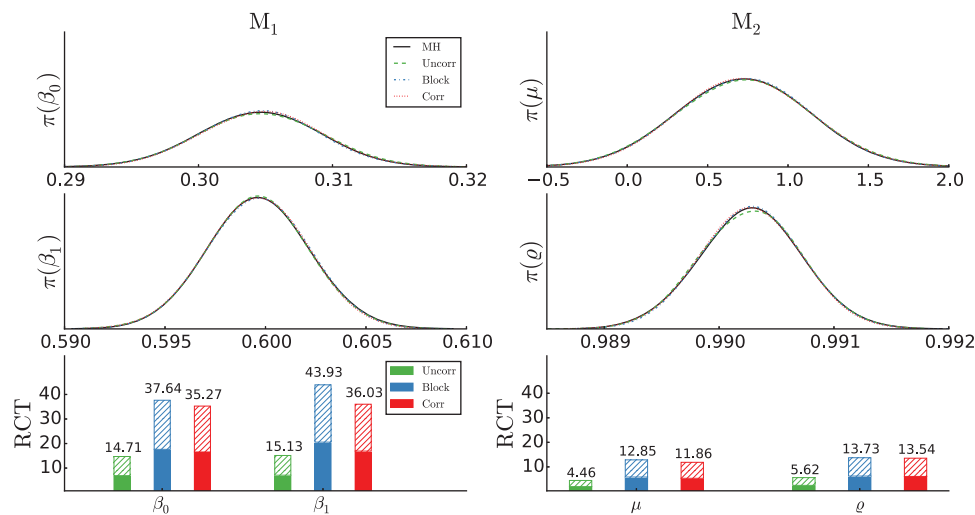 M₁
M₂
π(β₀)
MH
Uncorr
Block
Corr
0.29 0.30 0.31 0.32
π(μ)
−0.5 0.0 0.5 1.0 1.5 2.0
π(β₁)
0.590 0.595 0.600 0.605 0.610
π(ϱ)
0.989 0.990 0.991 0.992
RCT
40
30
20
10
14.71 37.64 35.27 15.13 43.93 36.03
Uncorr
Block
Corr
β₀ β₁
RCT
40
30
20
10
4.46 12.85 11.86 5.62 13.73 13.54
μ ϱ